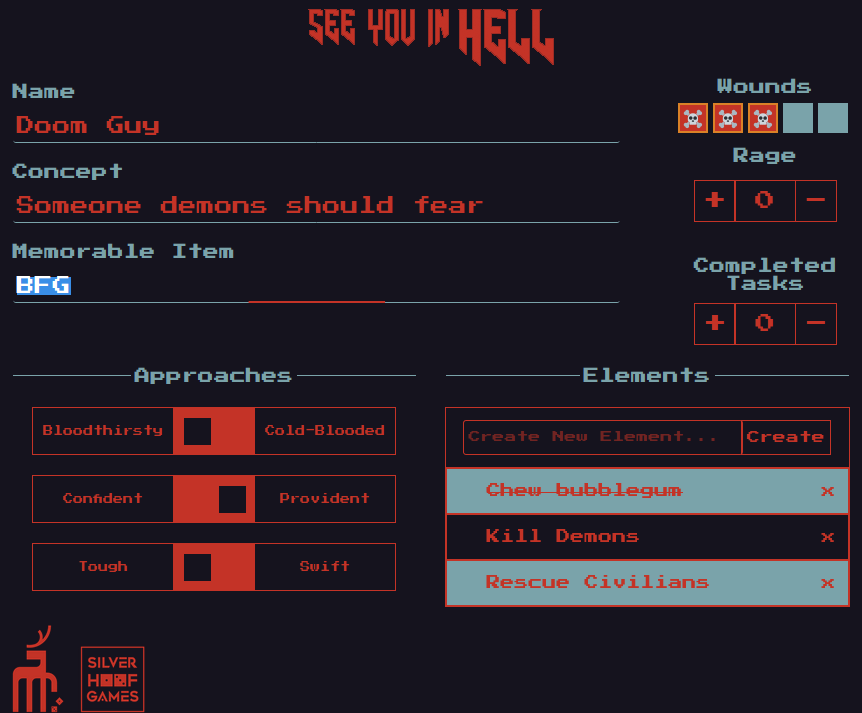 SEE YOU IN HELL
Name
Doom Guy
Concept
Someone demons should fear
Memorable Item
BFG
Wounds
Rage
+ 0 −
Completed
Tasks
+ 0 −
Approaches
Bloodthirsty Cold-Blooded
Confident Provident
Tough Swift
Elements
Create New Element... Create
Chew bubblegum x
Kill Demons x
Rescue Civilians x
SILVER
HOOF
GAMES